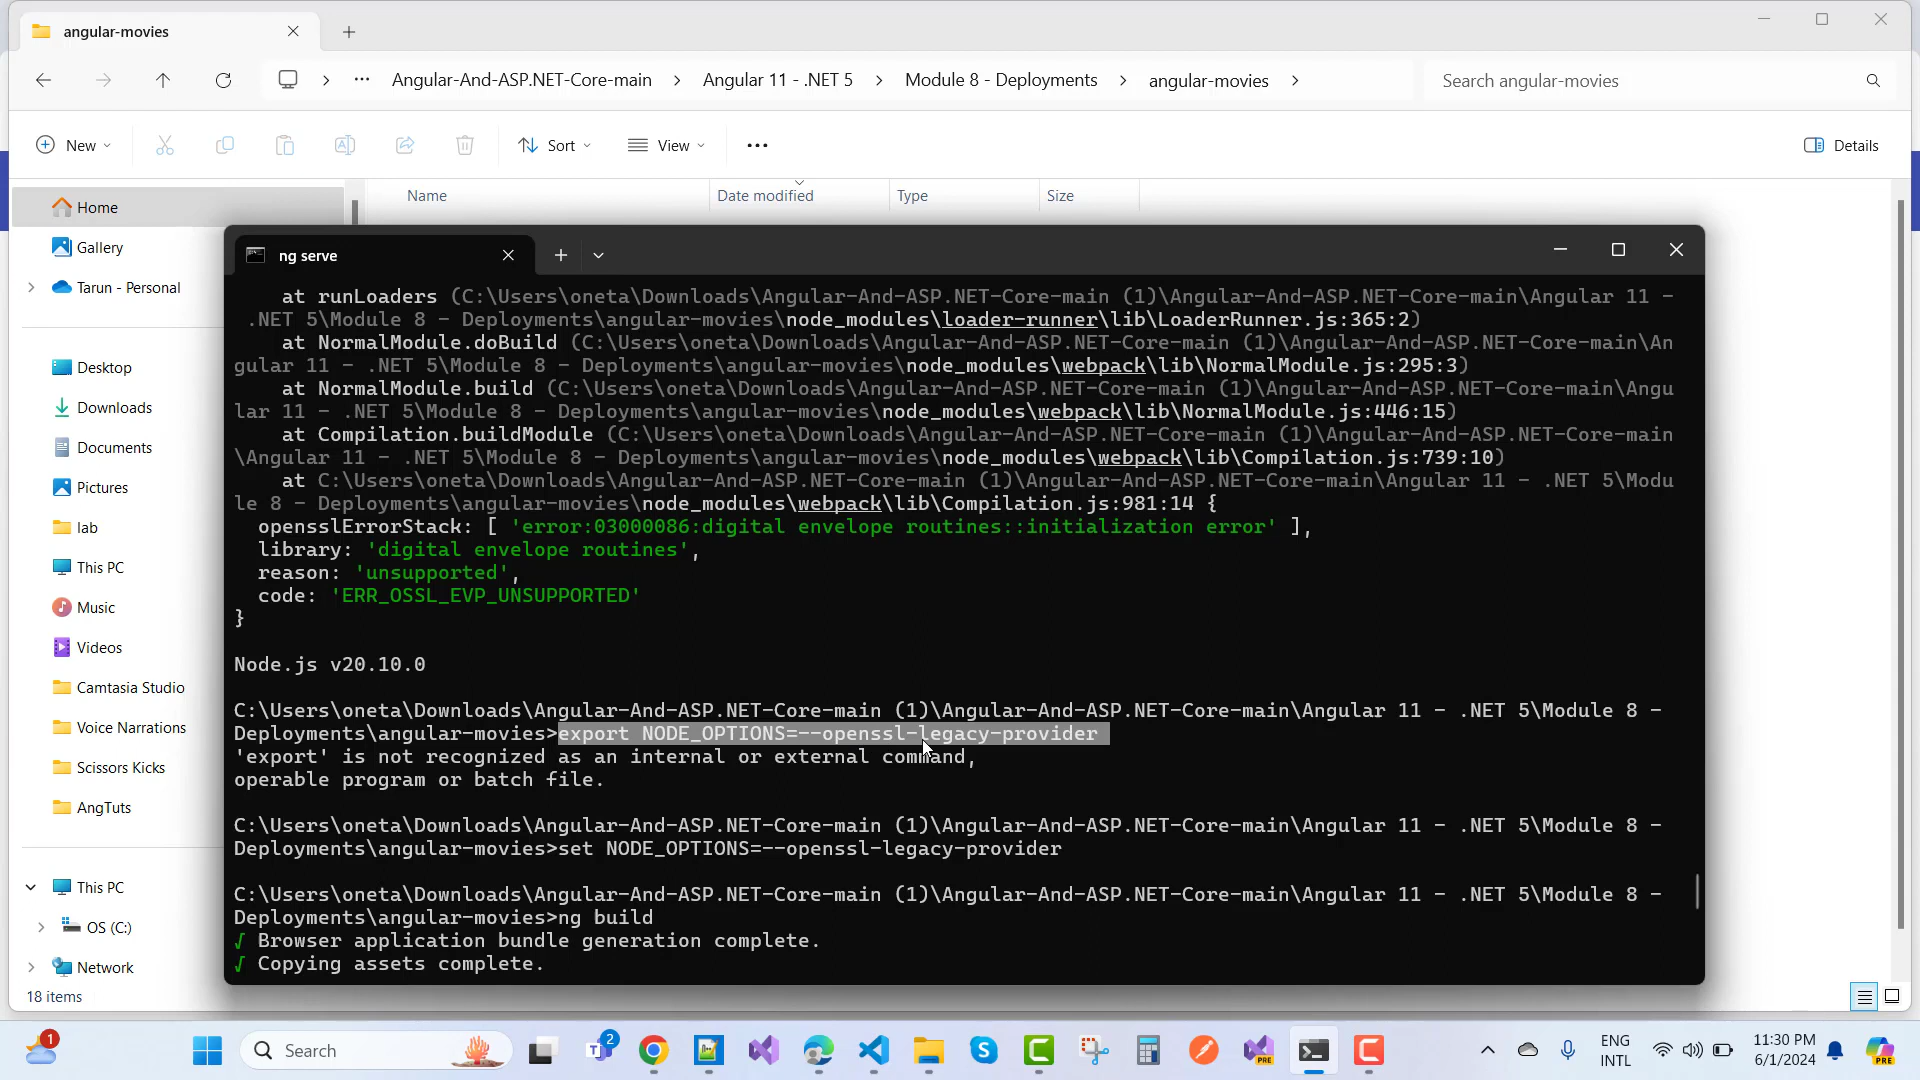 angular-movies
Angular-And-ASP.NET-Core-main
Angular 11 - .NET 5
Module 8 - Deployments
angular-movies
Search angular-movies
New
Sort
View
Details
Name
Date modified
Type
Size
Home
Gallery
Tarun - Personal
Desktop
Downloads
Documents
Pictures
lab
This PC
Music
Videos
Camtasia Studio
Voice Narrations
Scissors Kicks
AngTuts
This PC
OS (C:)
Network
18 items
ng serve
at runLoaders (C:\Users\oneta\Downloads\Angular-And-ASP.NET-Core-main (1)\Angular-And-ASP.NET-Core-main\Angular 11 -
.NET 5\Module 8 - Deployments\angular-movies\node_modules\loader-runner\lib\LoaderRunner.js:365:2)
at NormalModule.doBuild (C:\Users\oneta\Downloads\Angular-And-ASP.NET-Core-main (1)\Angular-And-ASP.NET-Core-main\An
gular 11 - .NET 5\Module 8 - Deployments\angular-movies\node_modules\webpack\lib\NormalModule.js:295:3)
at NormalModule.build (C:\Users\oneta\Downloads\Angular-And-ASP.NET-Core-main (1)\Angular-And-ASP.NET-Core-main\Angu
lar 11 - .NET 5\Module 8 - Deployments\angular-movies\node_modules\webpack\lib\NormalModule.js:446:15)
at Compilation.buildModule (C:\Users\oneta\Downloads\Angular-And-ASP.NET-Core-main (1)\Angular-And-ASP.NET-Core-main
\Angular 11 - .NET 5\Module 8 - Deployments\angular-movies\node_modules\webpack\lib\Compilation.js:739:10)
at C:\Users\oneta\Downloads\Angular-And-ASP.NET-Core-main (1)\Angular-And-ASP.NET-Core-main\Angular 11 - .NET 5\Modu
le 8 - Deployments\angular-movies\node_modules\webpack\lib\Compilation.js:981:14 {
opensslErrorStack: [ 'error:03000086:digital envelope routines::initialization error' ],
library: 'digital envelope routines',
reason: 'unsupported',
code: 'ERR_OSSL_EVP_UNSUPPORTED'
}
Node.js v20.10.0
C:\Users\oneta\Downloads\Angular-And-ASP.NET-Core-main (1)\Angular-And-ASP.NET-Core-main\Angular 11 - .NET 5\Module 8 -
Deployments\angular-movies>export NODE_OPTIONS=--openssl-legacy-provider
'export' is not recognized as an internal or external command,
operable program or batch file.
C:\Users\oneta\Downloads\Angular-And-ASP.NET-Core-main (1)\Angular-And-ASP.NET-Core-main\Angular 11 - .NET 5\Module 8 -
Deployments\angular-movies>set NODE_OPTIONS=--openssl-legacy-provider
C:\Users\oneta\Downloads\Angular-And-ASP.NET-Core-main (1)\Angular-And-ASP.NET-Core-main\Angular 11 - .NET 5\Module 8 -
Deployments\angular-movies>ng build
√ Browser application bundle generation complete.
√ Copying assets complete.
1
Search
2
PRE
ENG
INTL
11:30 PM
6/1/2024
PRE